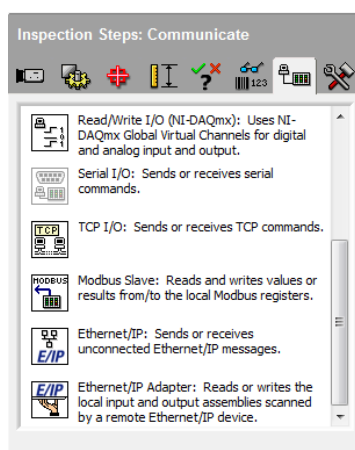 Inspection Steps: Communicate
123
Read/Write I/O (NI-DAQmx): Uses NI-
DAQmx Global Virtual Channels for digital
and analog input and output.
Serial I/O: Sends or receives serial
commands.
TCP
TCP I/O: Sends or receives TCP commands.
MODBUS
Modbus Slave: Reads and writes values or
results from/to the local Modbus registers.
E/IP
Ethernet/IP: Sends or receives
unconnected Ethernet/IP messages.
E/IP
Ethernet/IP Adapter: Reads or writes the
local input and output assemblies scanned
by a remote Ethernet/IP device.